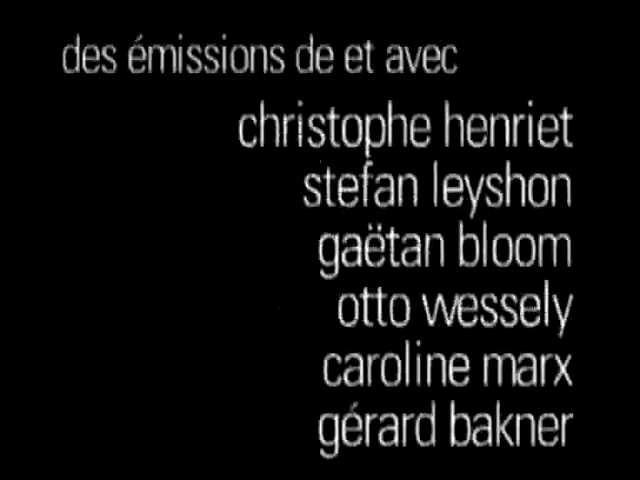 des émissions de et avec
christophe henriet
stefan leyshon
gaëtan bloom
otto wessely
caroline marx
gérard bakner